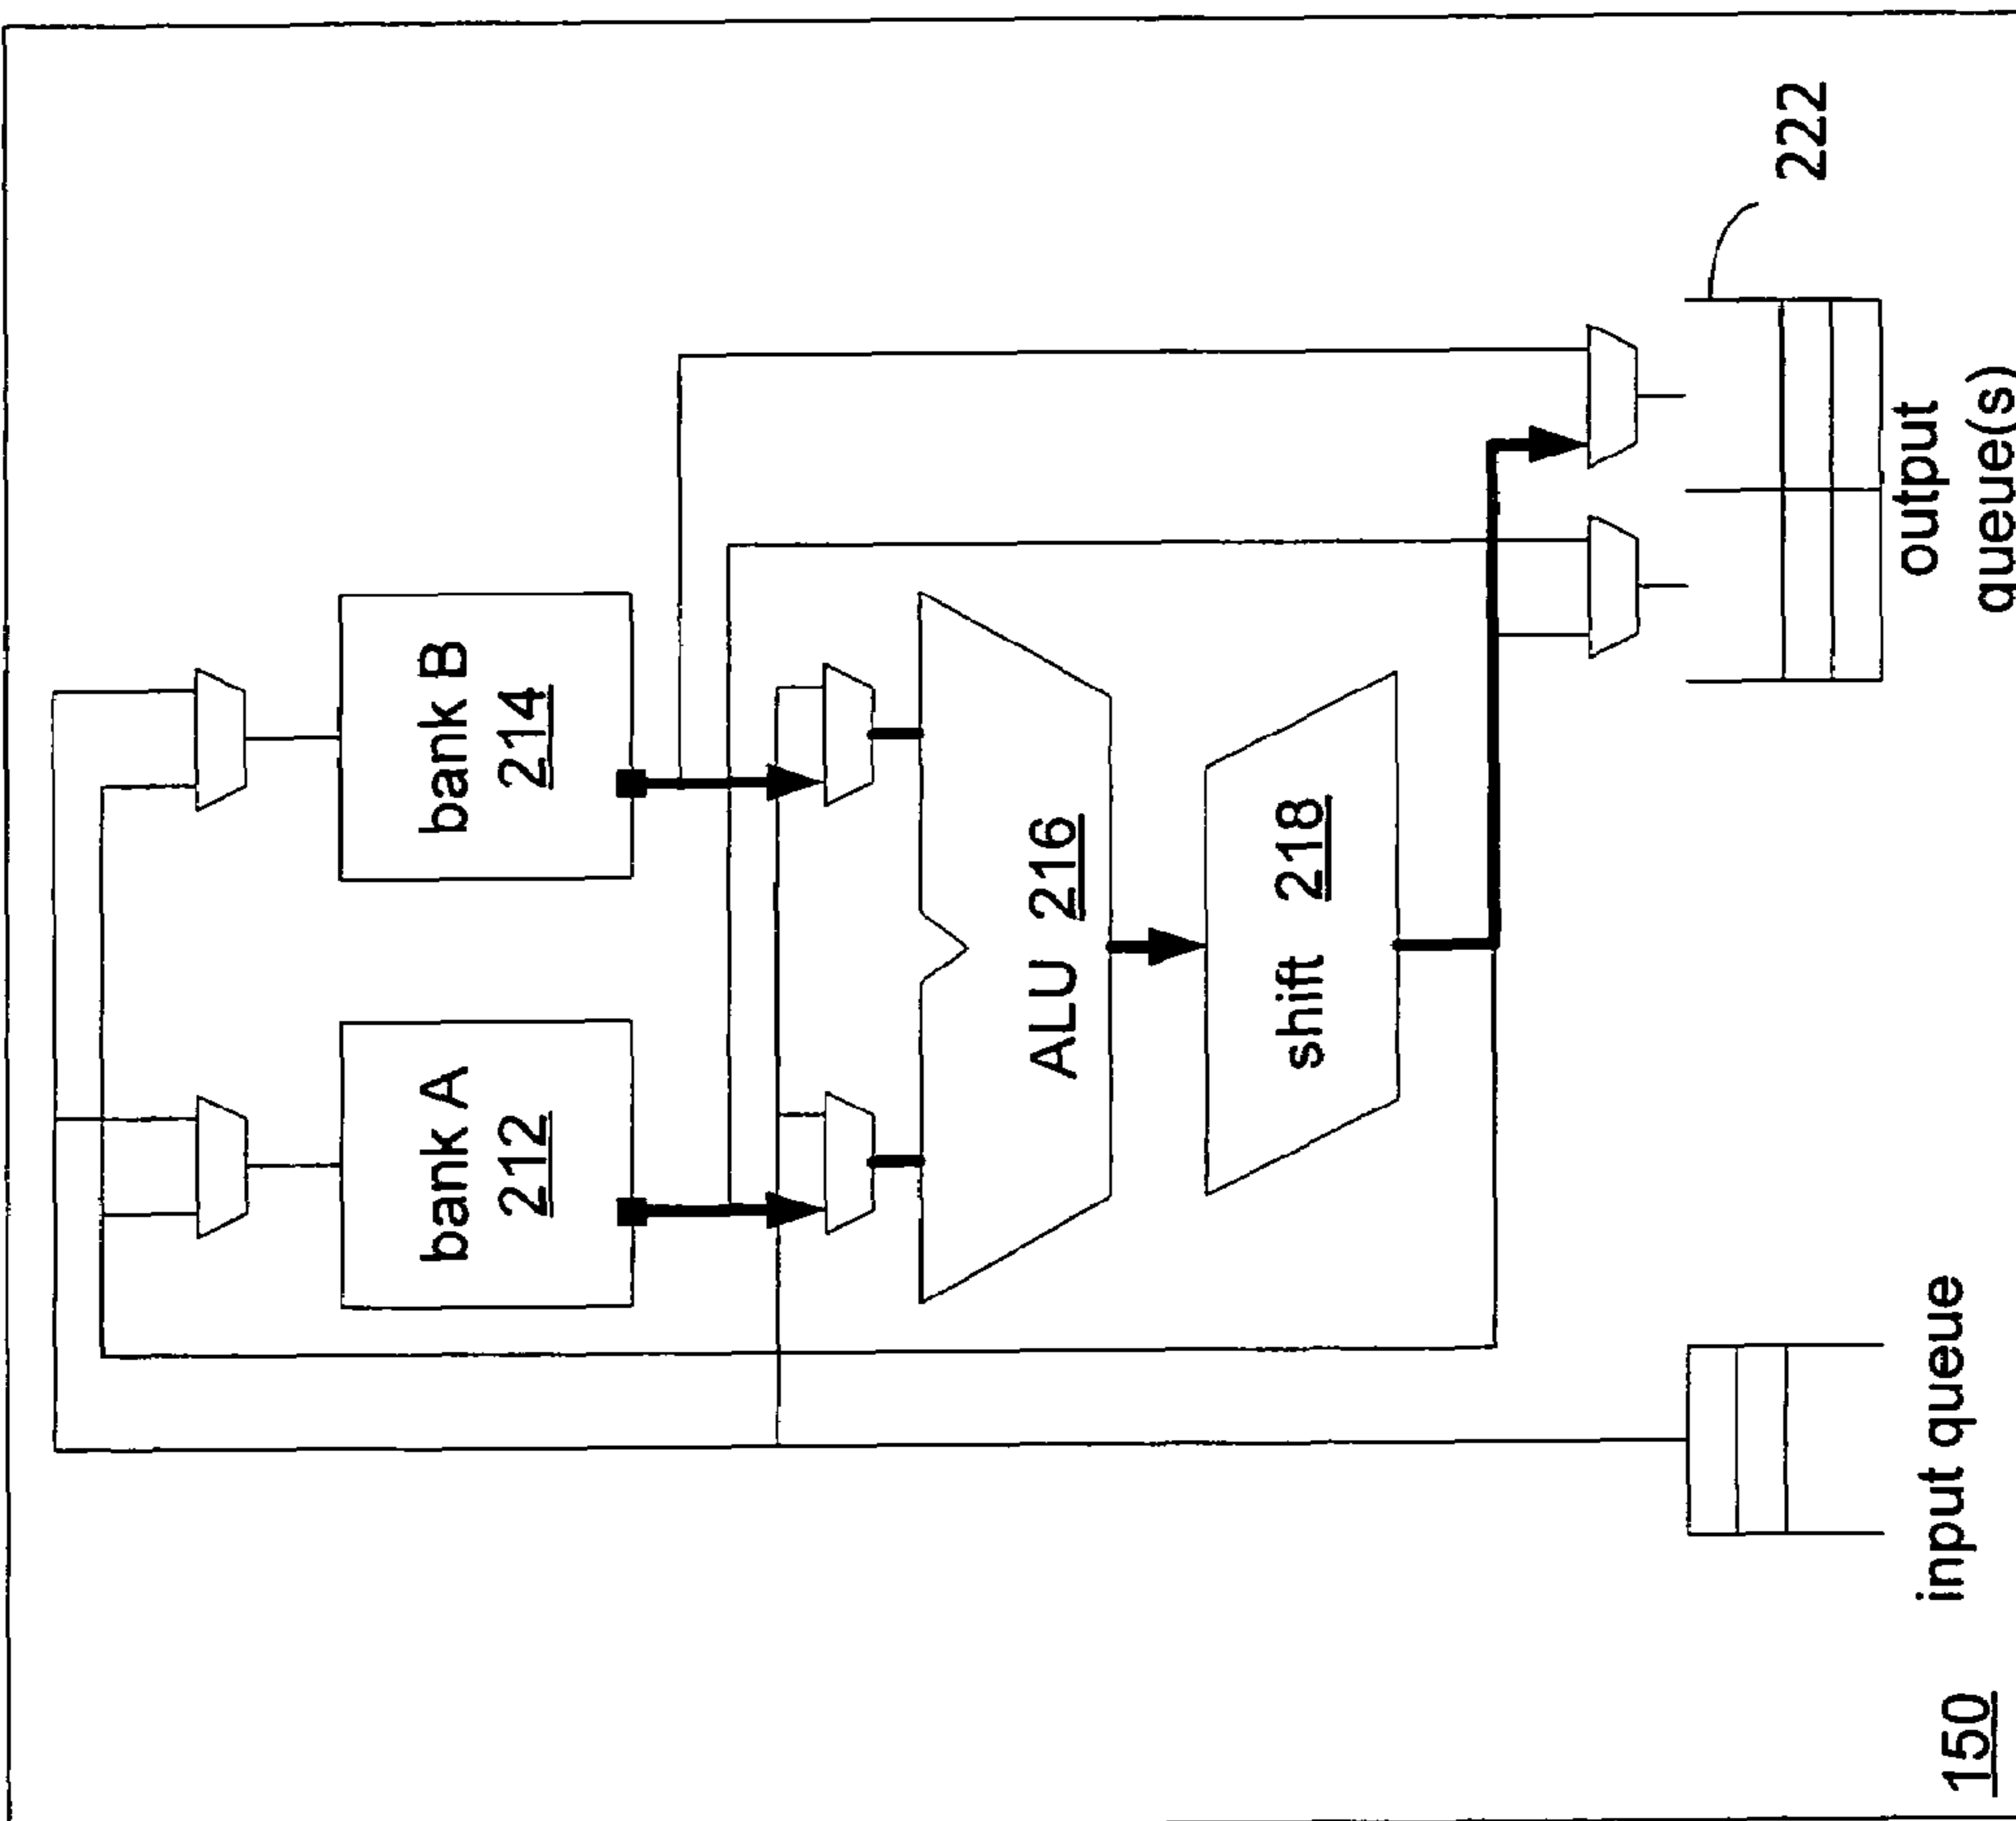 bank A
212
bank B
214
ALU 216
shift 218
222
output
queue(s)
input queue
150